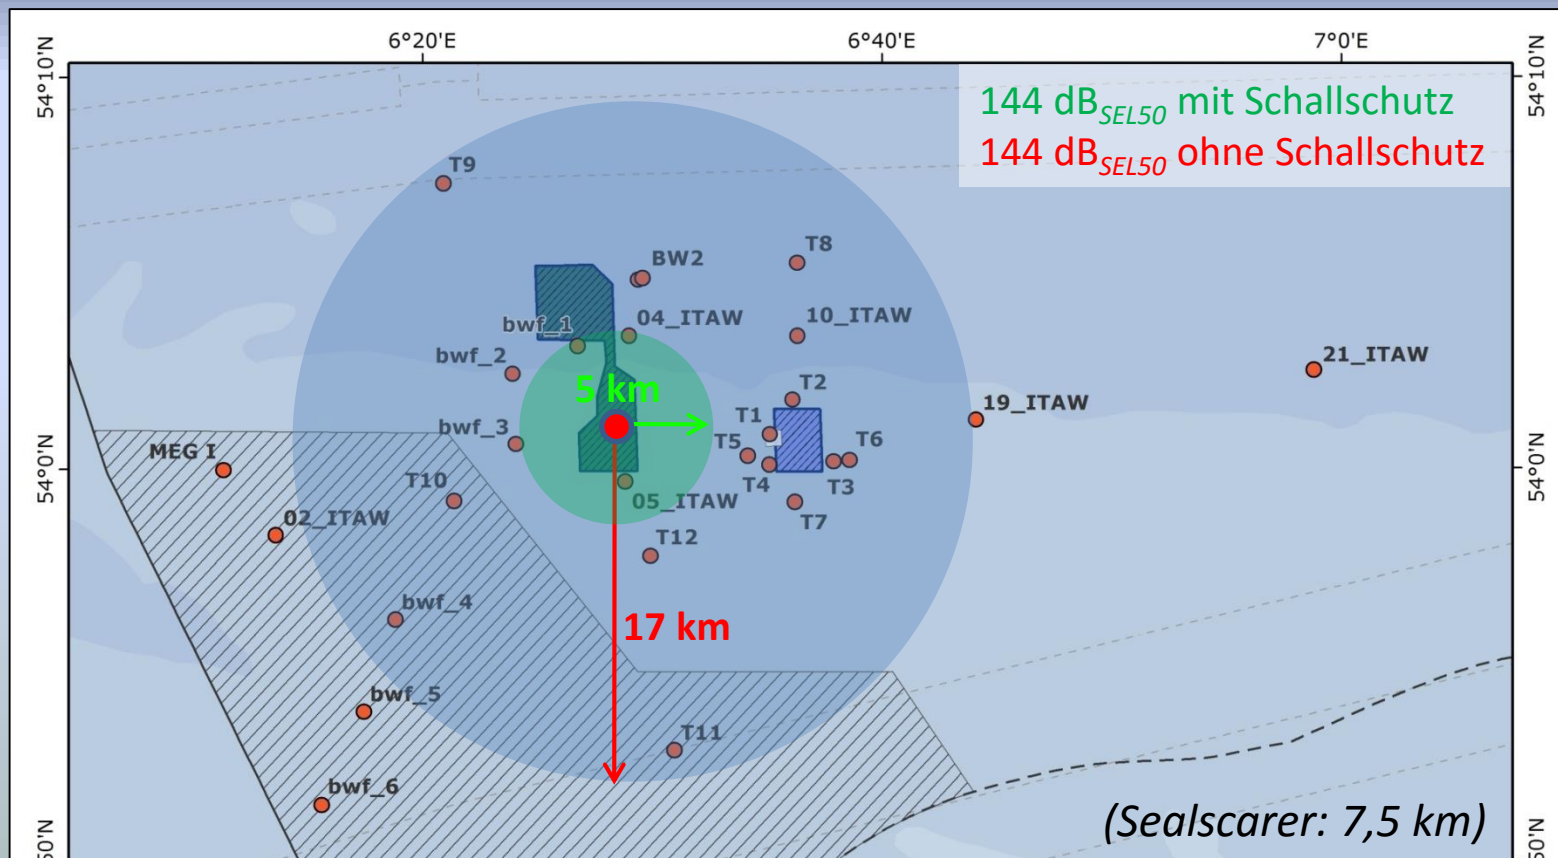 6°20'E
6°40'E
7°0'E
54°10'N
54°10'N
144 dBSEL50 mit Schallschutz
144 dBSEL50 ohne Schallschutz
T9
T8
BW2
04_ITAW
10_ITAW
bwf_1
bwf_2
21_ITAW
5 km
T2
19_ITAW
T1
bwf_3
T5
T6
MEG I
54°0'N
54°0'N
T10
T4
T3
05_ITAW
02_ITAW
T7
T12
bwf_4
17 km
bwf_5
T11
bwf_6
(Sealscarer: 7,5 km)
50'N
50'N